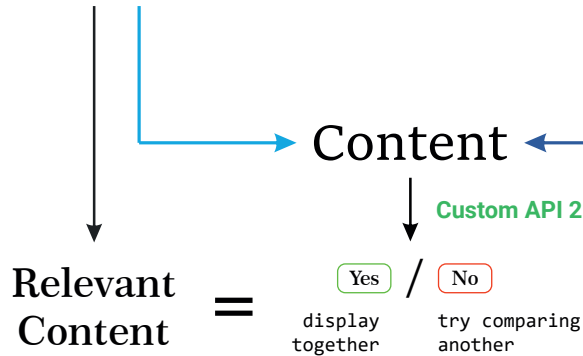 Content
Custom API 2
Relevant
Content
=
Yes / No
display
together
try comparing
another